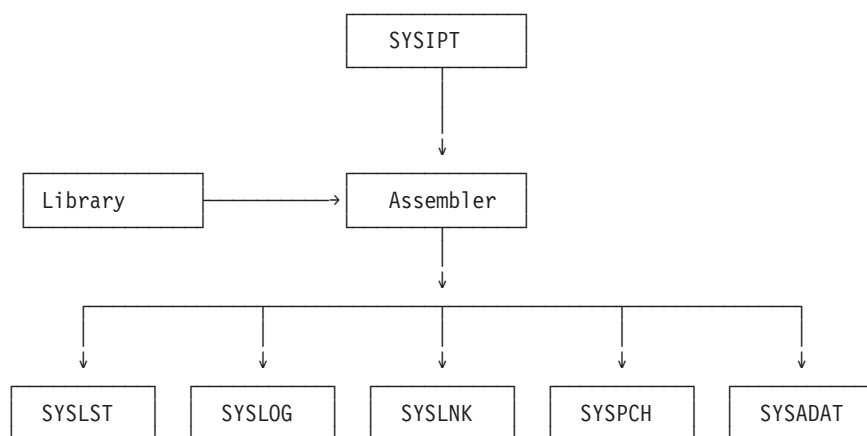 SYSIPT
Library
Assembler
SYSLST
SYSLOG
SYSLNK
SYSPCH
SYSADAT